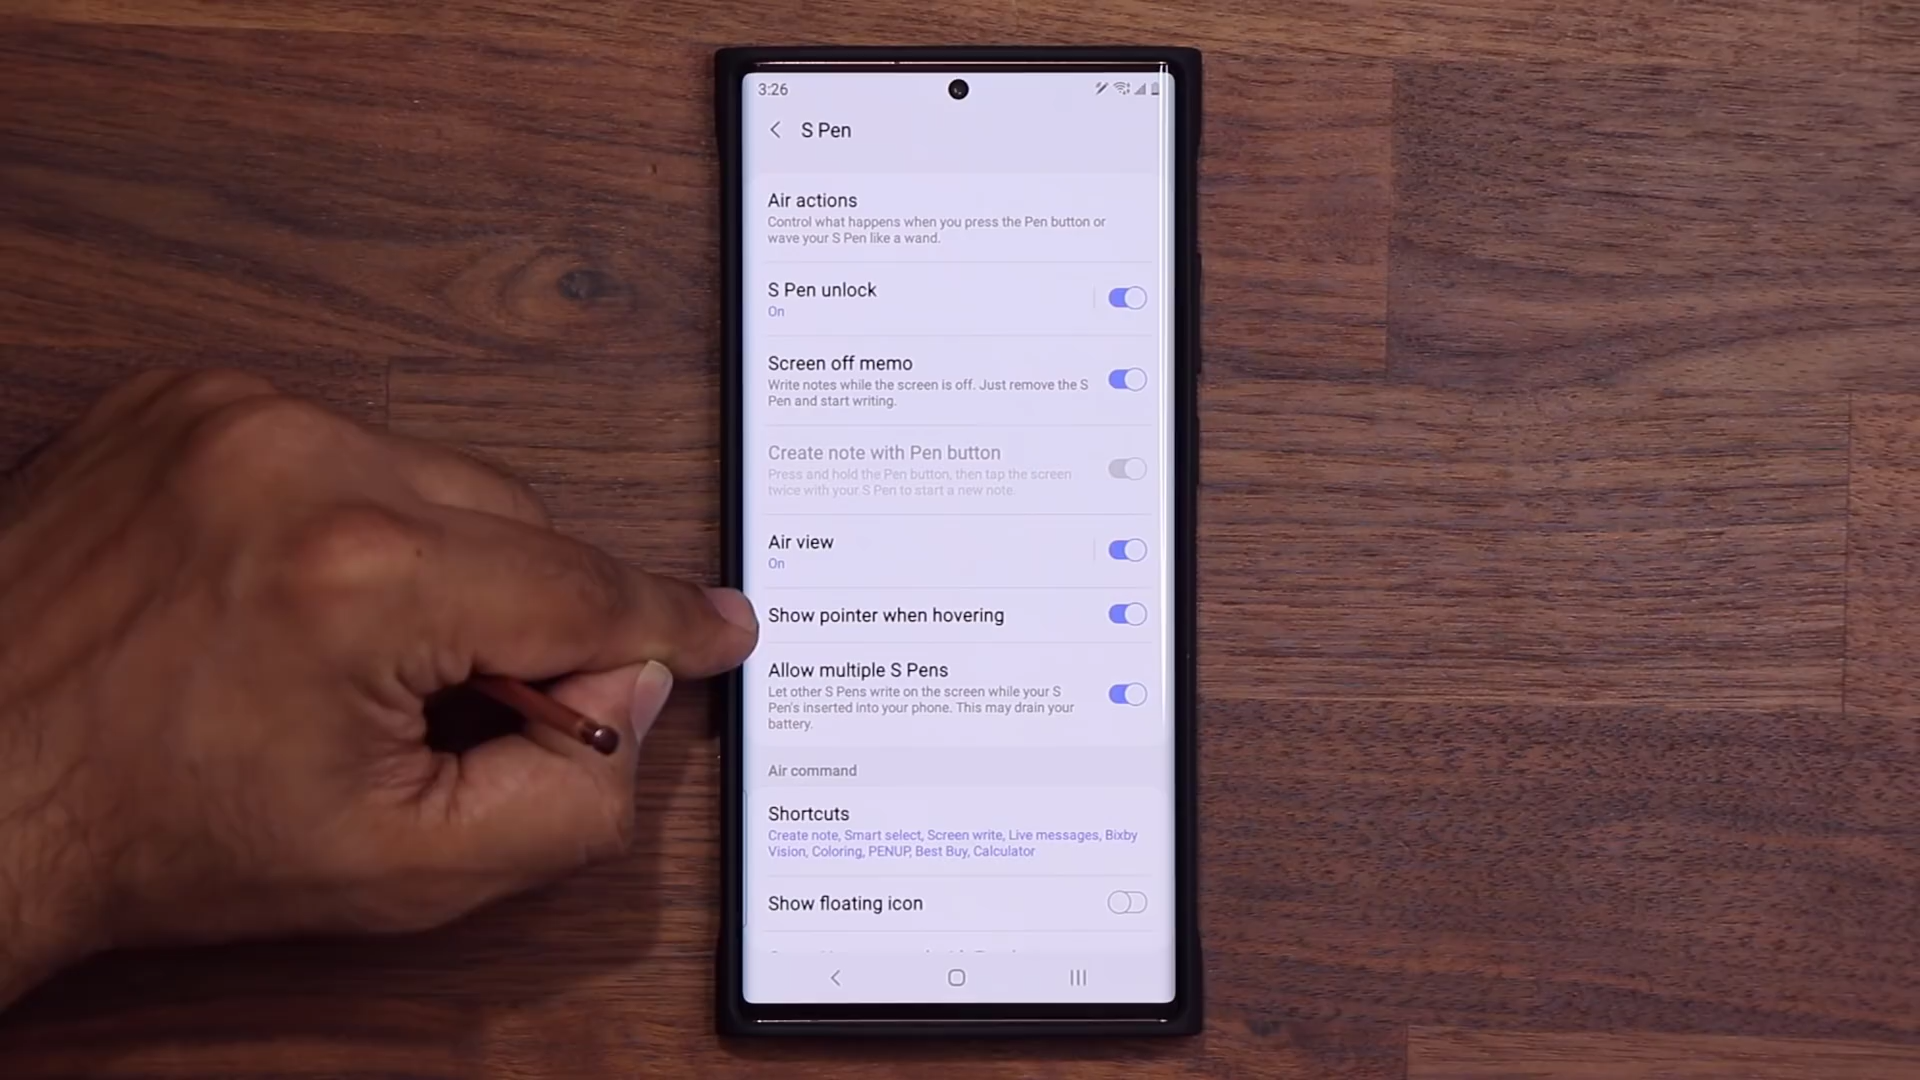 3:26
S Pen
Air actions
Control what happens when you press the Pen button or
wave your S Pen like a wand.
S Pen unlock
On
Screen off memo
Write notes while the screen is off. Just remove the S
Pen and start writing.
Create note with Pen button
Press and hold the Pen button, then tap the screen
twice with your S Pen to start a new note.
Air view
On
Show pointer when hovering
Allow multiple S Pens
Let other S Pens write on the screen while your S
Pen's inserted into your phone. This may drain your
battery.
Air command
Shortcuts
Create note, Smart select, Screen write, Live messages, Bixby
Vision, Coloring, PENUP, Best Buy, Calculator
Show floating icon